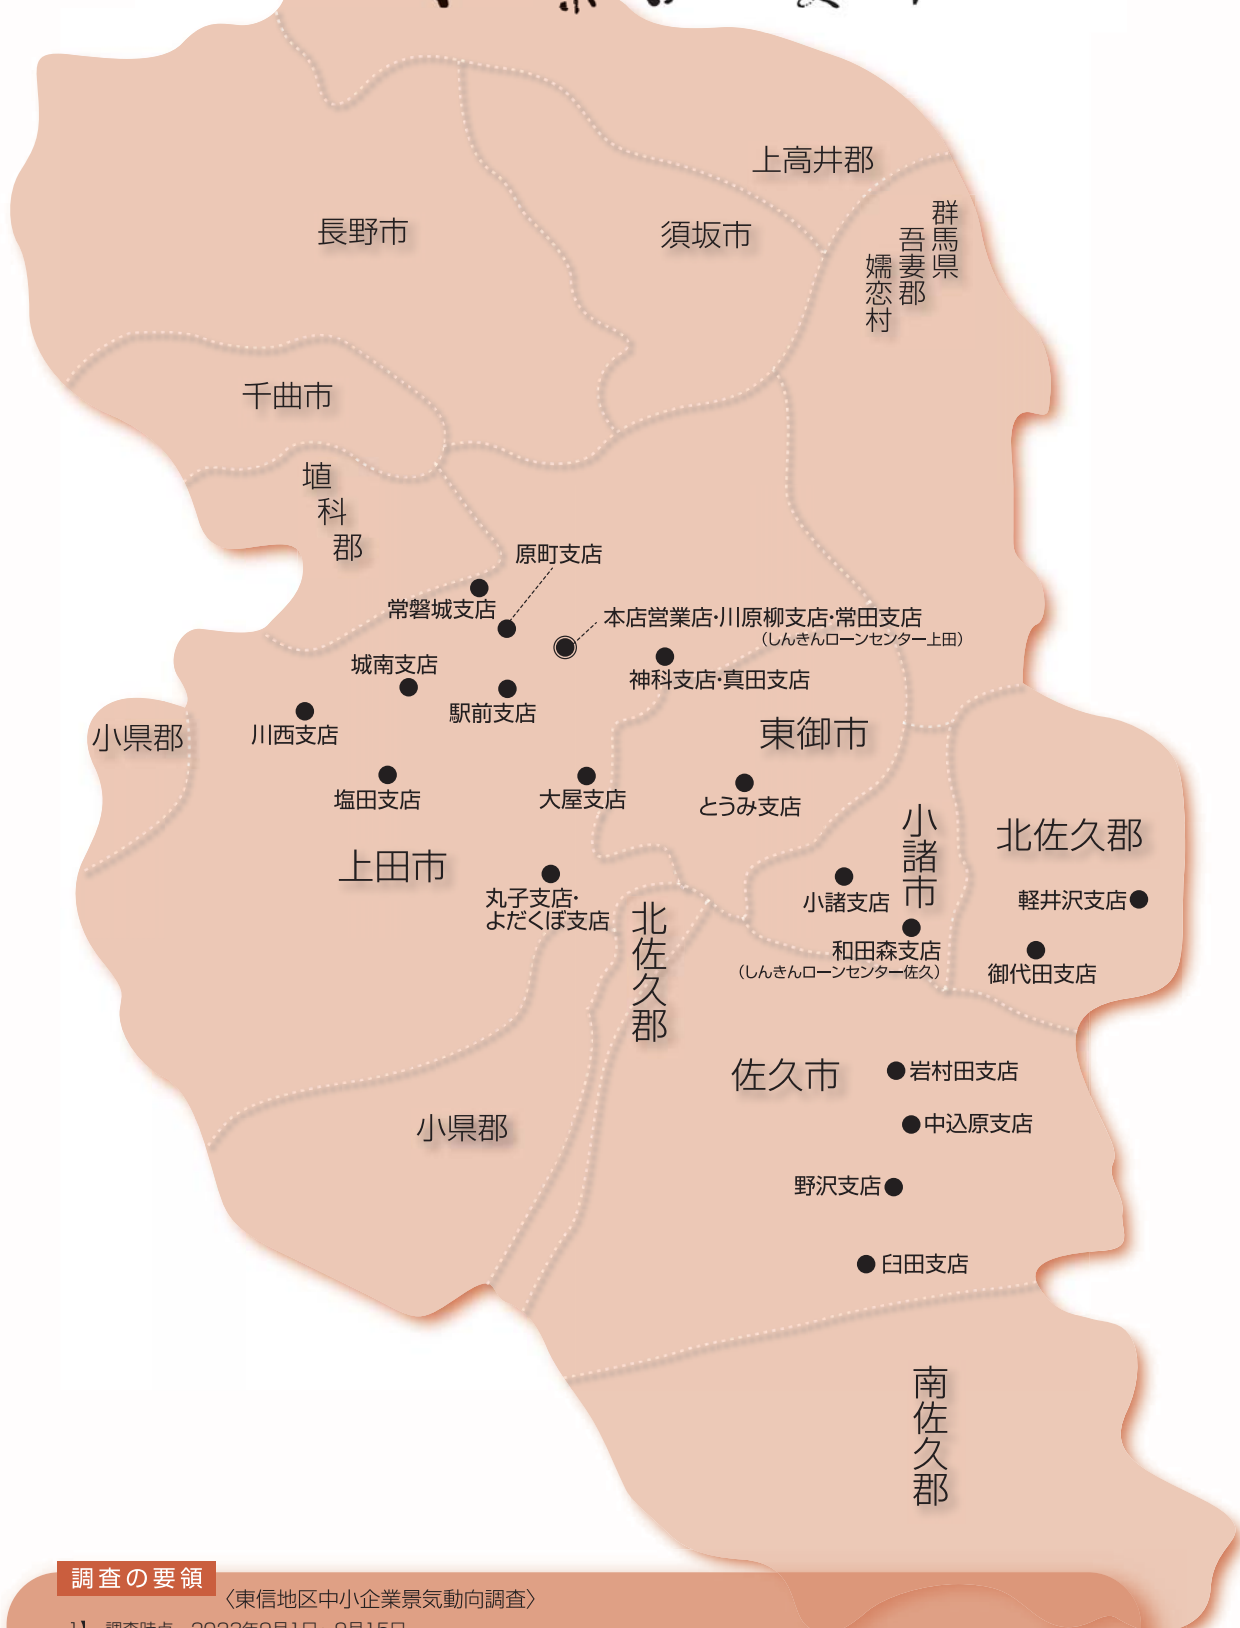 上高井郡
長野市
須坂市
群馬県
吾妻郡
嬬恋村
千曲市
埴科郡
原町支店
常磐城支店
本店営業店・川原柳支店・常田支店
（しんきんローンセンター上田）
城南支店
神科支店・真田支店
駅前支店
川西支店
小県郡
東御市
塩田支店
大屋支店
とうみ支店
小諸市
北佐久郡
上田市
丸子支店・
よだくぼ支店
小諸支店
軽井沢支店
北佐久郡
和田森支店
（しんきんローンセンター佐久）
御代田支店
佐久市
岩村田支店
小県郡
中込原支店
野沢支店
臼田支店
南佐久郡
調査の要領
〈東信地区中小企業景気動向調査〉